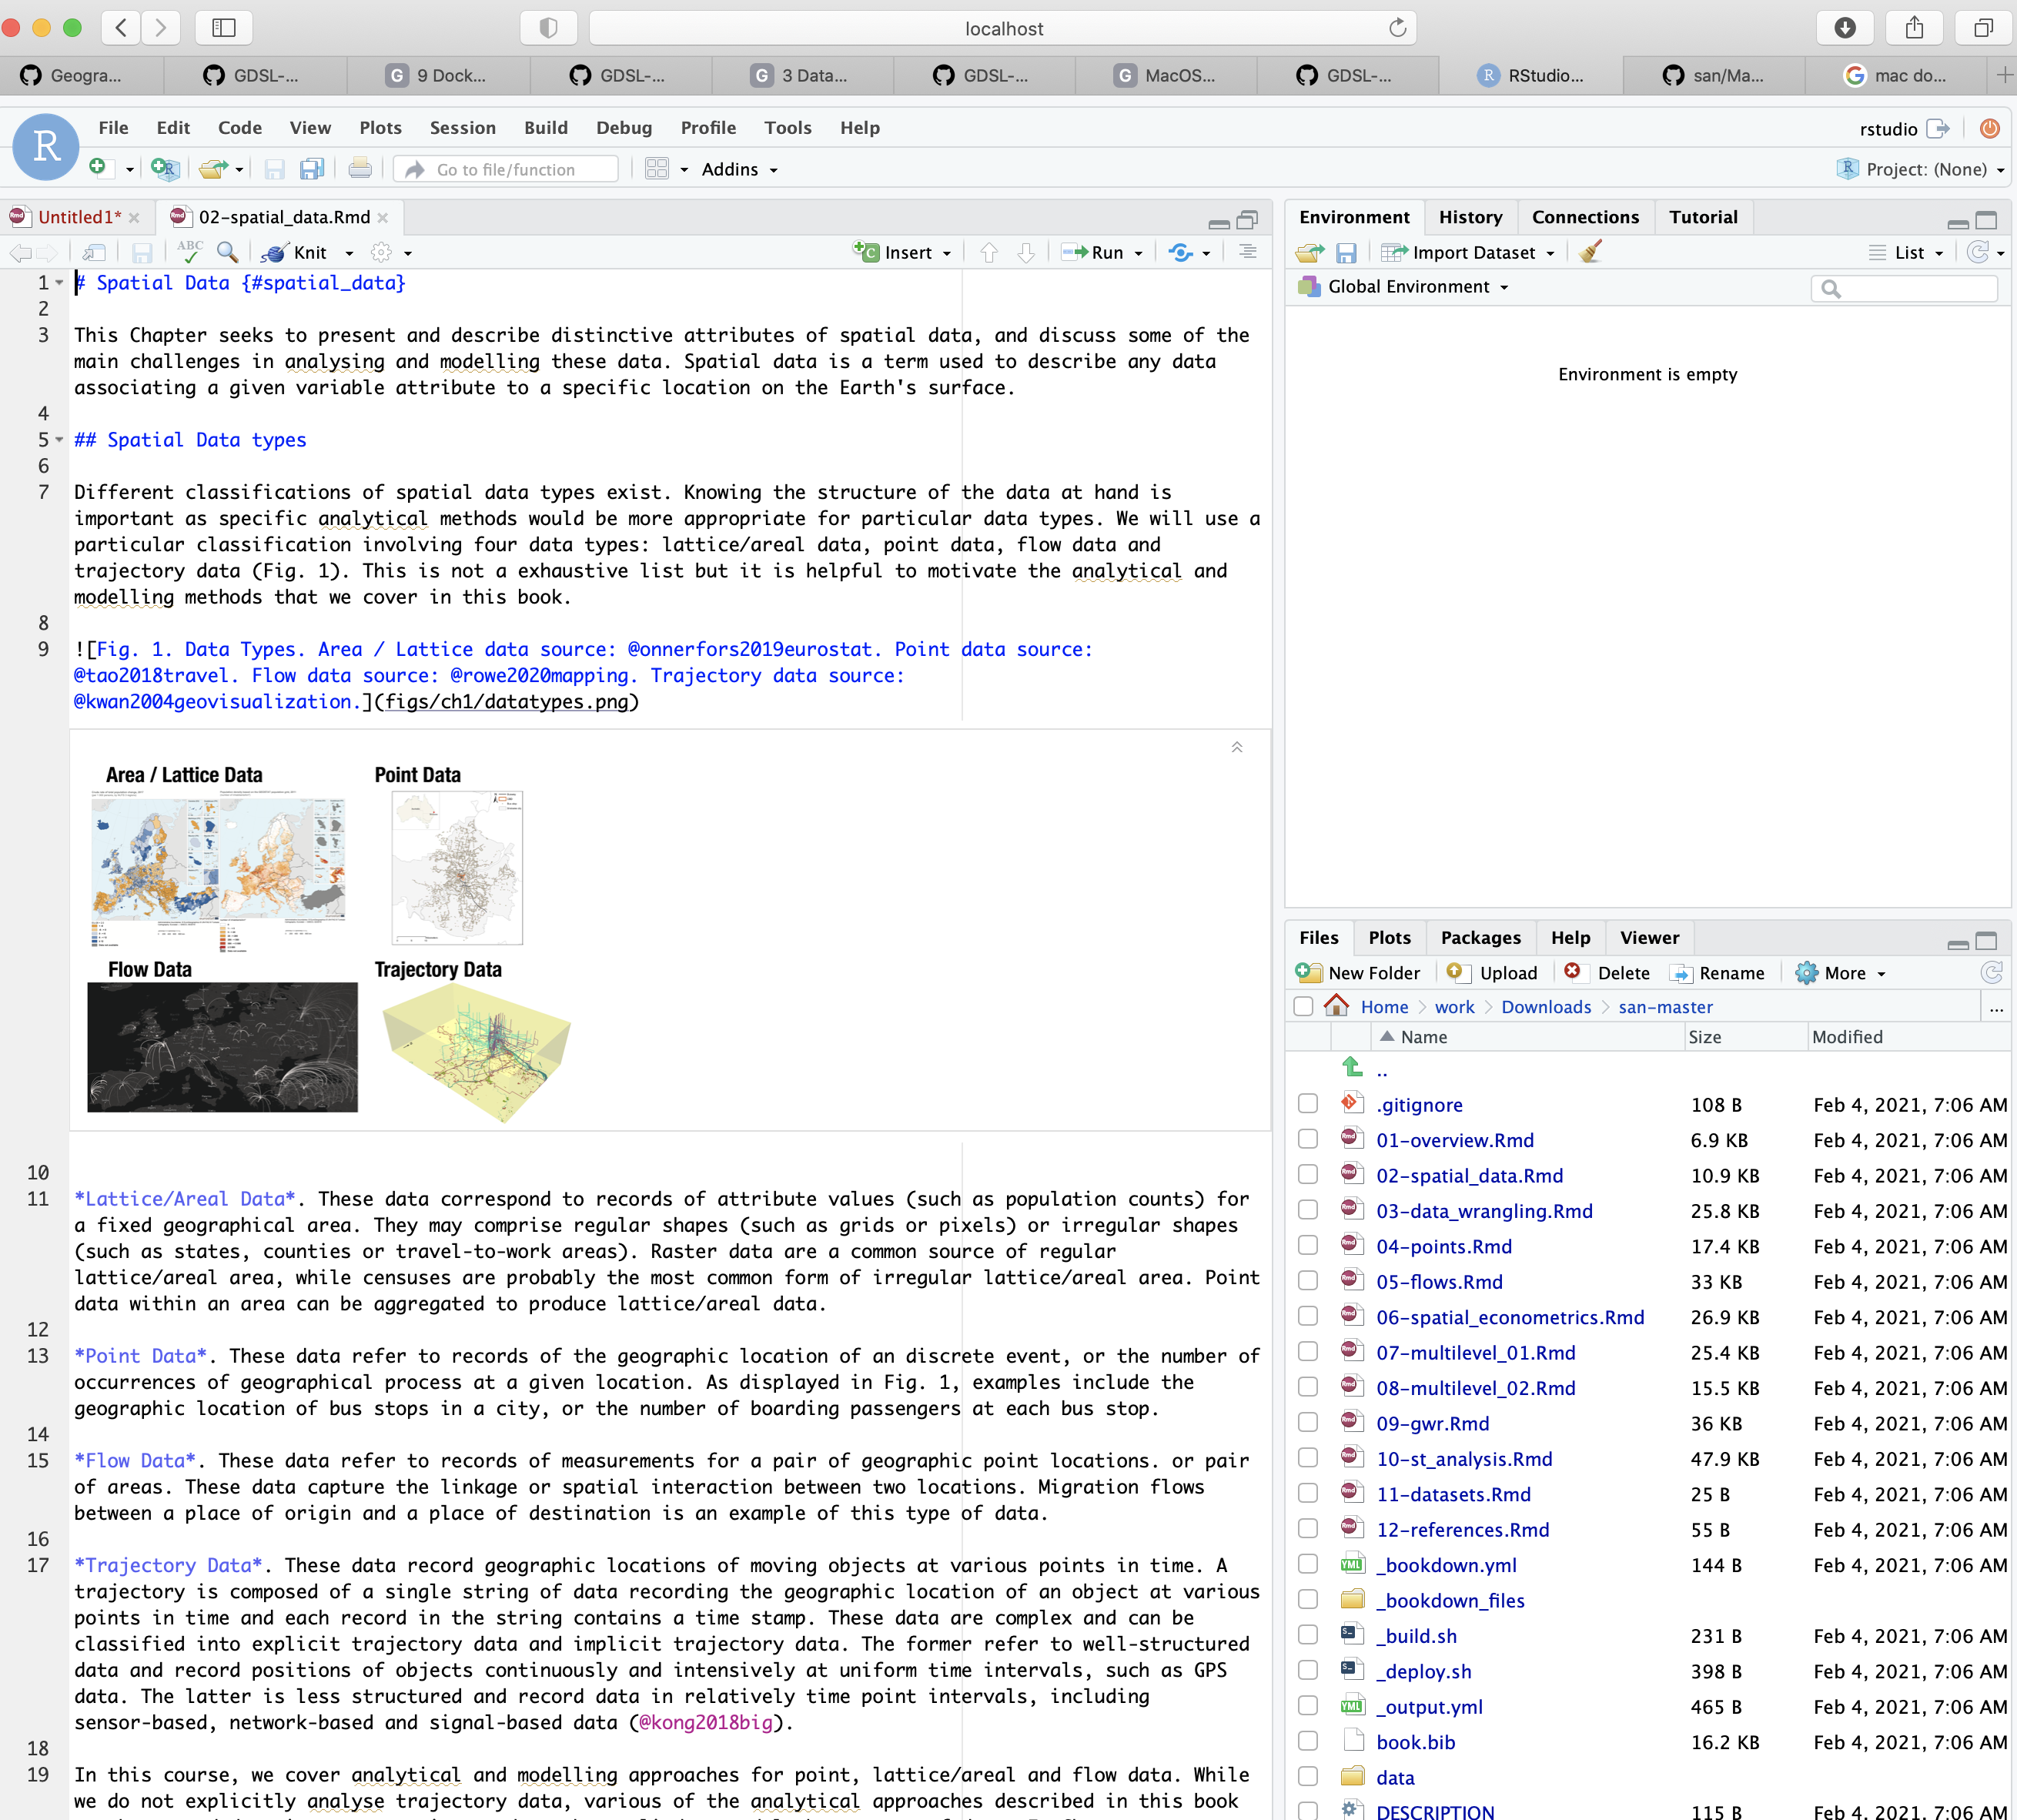 localhost
Geogra...
GDSL-...
9 Dock...
GDSL-...
3 Data...
GDSL-...
MacOS...
GDSL-...
RStudio...
san/Ma...
mac do...
R
File Edit Code View Plots Session Build Debug Profile Tools Help
rstudio
Go to file/function
Addins
Project: (None)
Untitled1*
02-spatial_data.Rmd
ABC
Knit
Insert
Run
1 # Spatial Data {#spatial_data}
2
3 This Chapter seeks to present and describe distinctive attributes of spatial data, and discuss some of the
main challenges in analysing and modelling these data. Spatial data is a term used to describe any data
associating a given variable attribute to a specific location on the Earth's surface.
4
5 ## Spatial Data types
6
7 Different classifications of spatial data types exist. Knowing the structure of the data at hand is
important as specific analytical methods would be more appropriate for particular data types. We will use a
particular classification involving four data types: lattice/areal data, point data, flow data and
trajectory data (Fig. 1). This is not a exhaustive list but it is helpful to motivate the analytical and
modelling methods that we cover in this book.
8
9 ![Fig. 1. Data Types. Area / Lattice data source: @onnerfors2019eurostat. Point data source:
@tao2018travel. Flow data source: @rowe2020mapping. Trajectory data source:
@kwan2004geovisualization.](figs/ch1/datatypes.png)
Area / Lattice Data
Point Data
Flow Data
Trajectory Data
10
11 *Lattice/Areal Data*. These data correspond to records of attribute values (such as population counts) for
a fixed geographical area. They may comprise regular shapes (such as grids or pixels) or irregular shapes
(such as states, counties or travel-to-work areas). Raster data are a common source of regular
lattice/areal area, while censuses are probably the most common form of irregular lattice/areal area. Point
data within an area can be aggregated to produce lattice/areal data.
12
13 *Point Data*. These data refer to records of the geographic location of an discrete event, or the number of
occurrences of geographical process at a given location. As displayed in Fig. 1, examples include the
geographic location of bus stops in a city, or the number of boarding passengers at each bus stop.
14
15 *Flow Data*. These data refer to records of measurements for a pair of geographic point locations. or pair
of areas. These data capture the linkage or spatial interaction between two locations. Migration flows
between a place of origin and a place of destination is an example of this type of data.
16
17 *Trajectory Data*. These data record geographic locations of moving objects at various points in time. A
trajectory is composed of a single string of data recording the geographic location of an object at various
points in time and each record in the string contains a time stamp. These data are complex and can be
classified into explicit trajectory data and implicit trajectory data. The former refer to well-structured
data and record positions of objects continuously and intensively at uniform time intervals, such as GPS
data. The latter is less structured and record data in relatively time point intervals, including
sensor-based, network-based and signal-based data (@kong2018big).
18
19 In this course, we cover analytical and modelling approaches for point, lattice/areal and flow data. While
we do not explicitly analyse trajectory data, various of the analytical approaches described in this book
Environment History Connections Tutorial
Import Dataset
List
Global Environment
Environment is empty
Files Plots Packages Help Viewer
New Folder Upload Delete Rename More
Home work Downloads san-master ...
Name Size Modified
..
.gitignore 108 B Feb 4, 2021, 7:06 AM
01-overview.Rmd 6.9 KB Feb 4, 2021, 7:06 AM
02-spatial_data.Rmd 10.9 KB Feb 4, 2021, 7:06 AM
03-data_wrangling.Rmd 25.8 KB Feb 4, 2021, 7:06 AM
04-points.Rmd 17.4 KB Feb 4, 2021, 7:06 AM
05-flows.Rmd 33 KB Feb 4, 2021, 7:06 AM
06-spatial_econometrics.Rmd 26.9 KB Feb 4, 2021, 7:06 AM
07-multilevel_01.Rmd 25.4 KB Feb 4, 2021, 7:06 AM
08-multilevel_02.Rmd 15.5 KB Feb 4, 2021, 7:06 AM
09-gwr.Rmd 36 KB Feb 4, 2021, 7:06 AM
10-st_analysis.Rmd 47.9 KB Feb 4, 2021, 7:06 AM
11-datasets.Rmd 25 B Feb 4, 2021, 7:06 AM
12-references.Rmd 55 B Feb 4, 2021, 7:06 AM
_bookdown.yml 144 B Feb 4, 2021, 7:06 AM
_bookdown_files
_build.sh 231 B Feb 4, 2021, 7:06 AM
_deploy.sh 398 B Feb 4, 2021, 7:06 AM
_output.yml 465 B Feb 4, 2021, 7:06 AM
book.bib 16.2 KB Feb 4, 2021, 7:06 AM
data
DESCRIPTION 115 B Feb 4, 2021, 7:06 AM